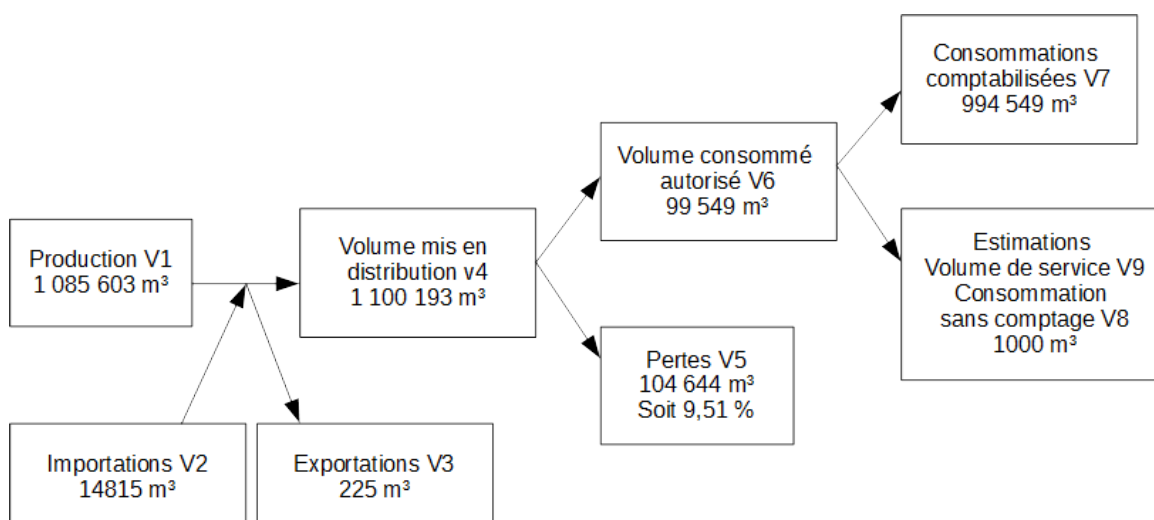 Production V1
1 085 603 m³
Importations V2
14815 m³
Exportations V3
225 m³
Volume mis en
distribution v4
1 100 193 m³
Volume consommé
autorisé V6
99 549 m³
Pertes V5
104 644 m³
Soit 9,51 %
Consommations
comptabilisées V7
994 549 m³
Estimations
Volume de service V9
Consommation
sans comptage V8
1000 m³